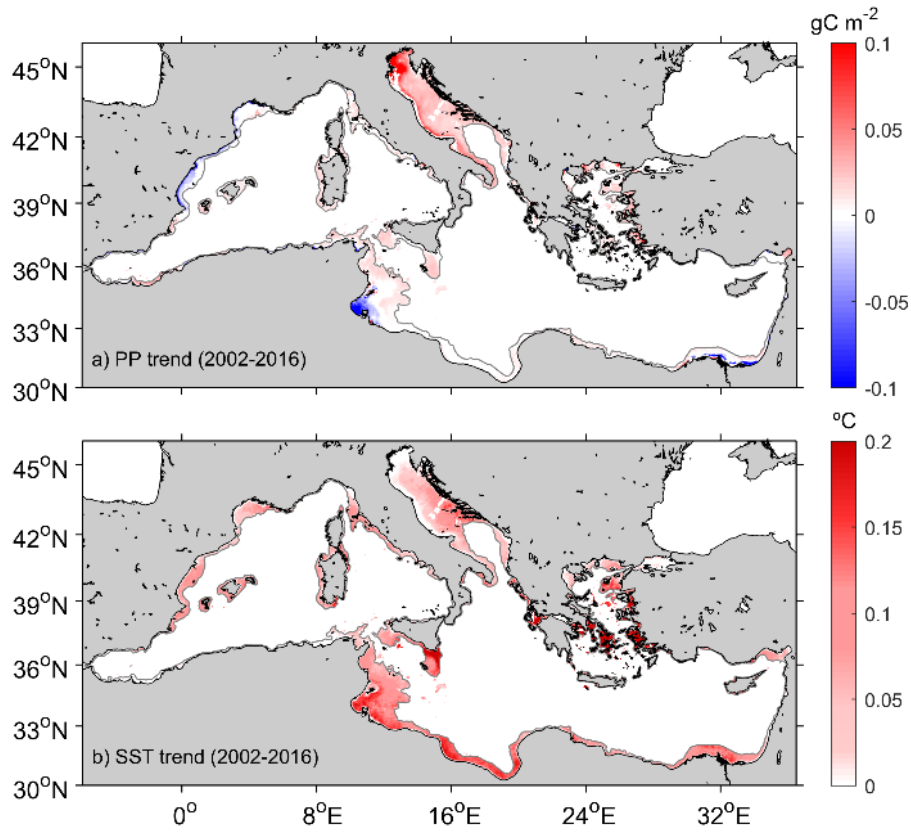 a)
gC m⁻²
45°N
42°N
39°N
36°N
33°N
30°N
a) PP trend (2002-2016)
0.1
0.05
0
-0.05
-0.1
b)
°C
45°N
42°N
39°N
36°N
33°N
30°N
b) SST trend (2002-2016)
0.2
0.15
0.1
0.05
0
0° 8°E 16°E 24°E 32°E